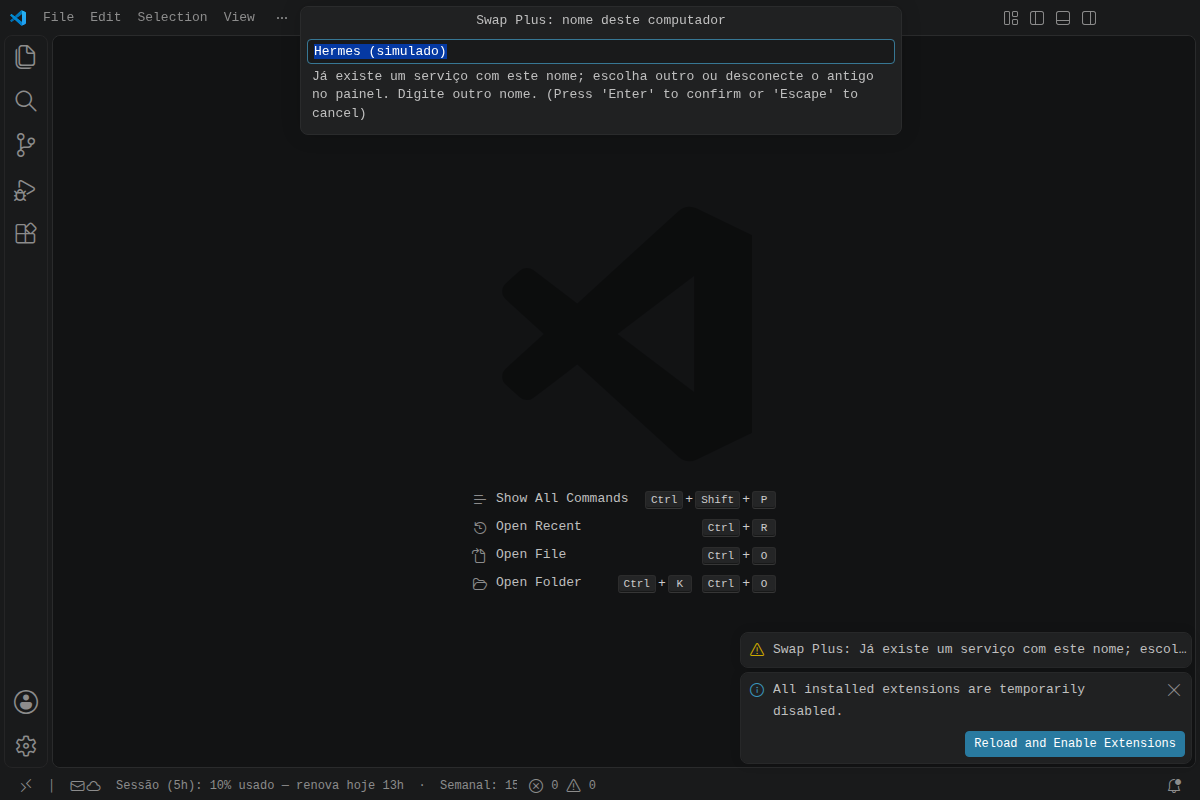 File Edit Selection View ···
Swap Plus: nome deste computador
Hermes (simulado)
Já existe um serviço com este nome; escolha outro ou desconecte o antigo
no painel. Digite outro nome. (Press 'Enter' to confirm or 'Escape' to
cancel)
Show All Commands Ctrl + Shift + P
Open Recent Ctrl + R
Open File Ctrl + O
Open Folder Ctrl + K Ctrl + O
Swap Plus: Já existe um serviço com este nome; escol…
All installed extensions are temporarily
disabled.
Reload and Enable Extensions
Sessão (5h): 10% usado — renova hoje 13h · Semanal: 15 0 0